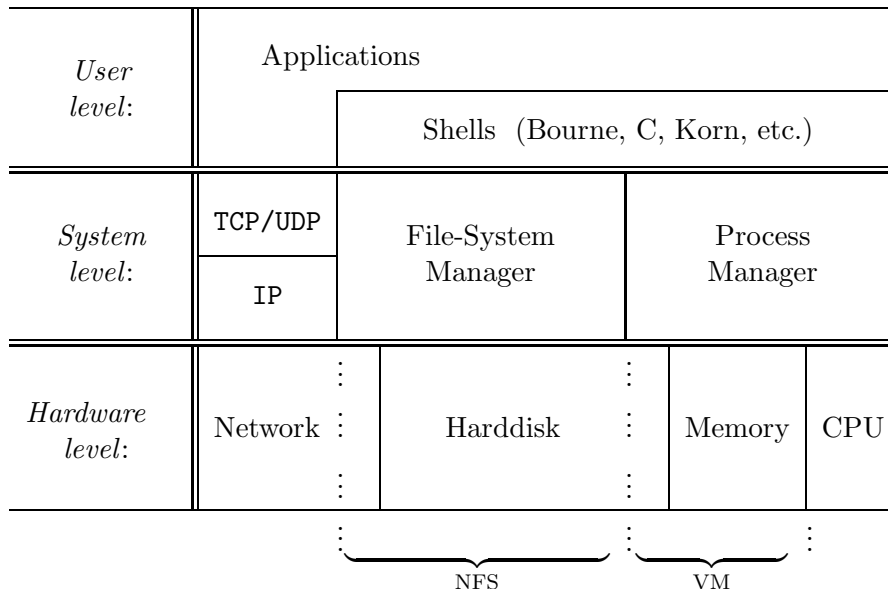 Applications
User
level:
Shells (Bourne, C, Korn, etc.)
TCP/UDP
IP
System
level:
File-System
Manager
Process
Manager
Hardware
level:
Network
Harddisk
Memory
CPU
NFS
VM